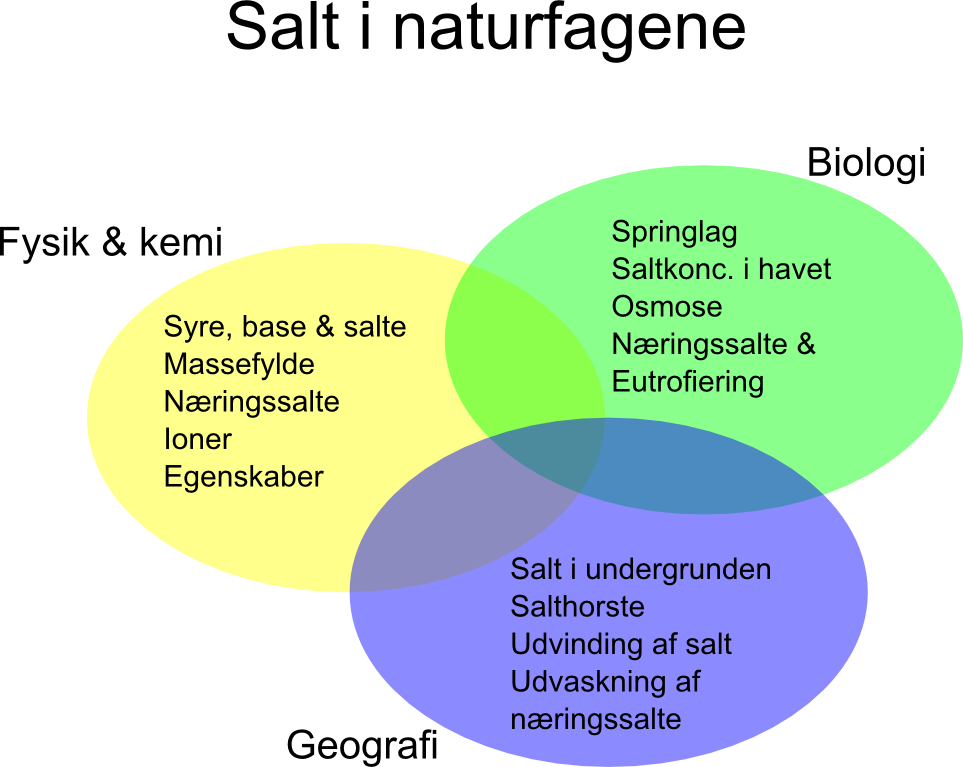 Salt i naturfagene
Biologi
Springlag
Saltkonc. i havet
Osmose
Næringssalte &
Eutrofiering
Fysik & kemi
Syre, base & salte
Massefylde
Næringssalte
Ioner
Egenskaber
Salt i undergrunden
Salthorste
Udvinding af salt
Udvaskning af
næringssalte
Geografi